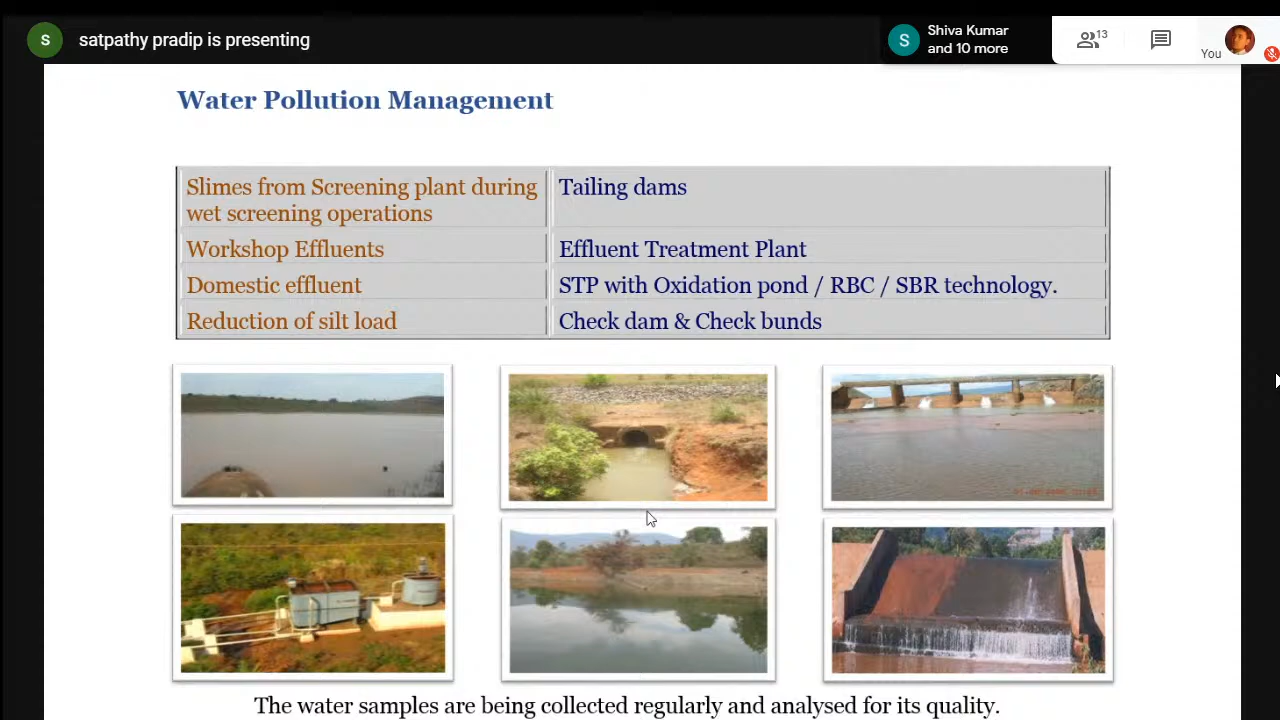 S
satpathy pradip is presenting
S
Shiva Kumar
and 10 more
13
You
Water Pollution Management
Slimes from Screening plant during
wet screening operations
Tailing dams
Workshop Effluents
Effluent Treatment Plant
Domestic effluent
STP with Oxidation pond / RBC / SBR technology.
Reduction of silt load
Check dam & Check bunds
The water samples are being collected regularly and analysed for its quality.